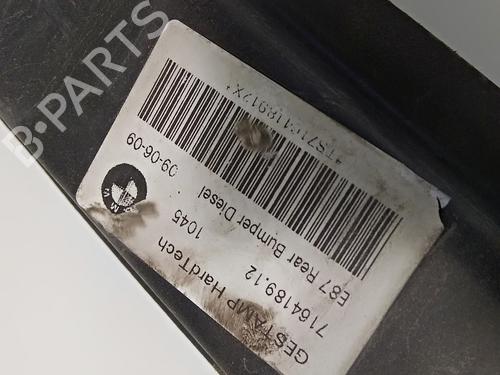 GESTAMP HardTech
7164189.12 1045
E87 Rear Bumper Diesel
09-06-09
B-PARTS